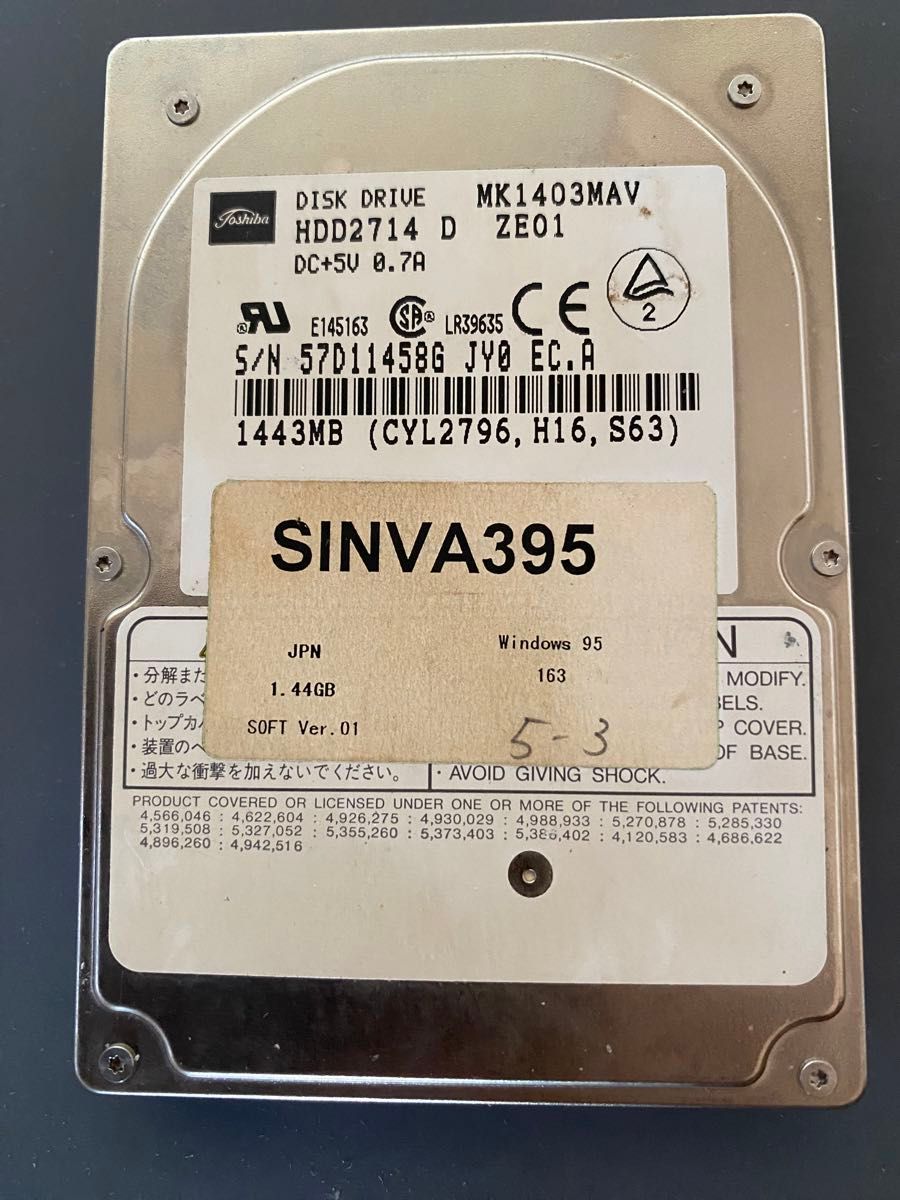 Toshiba
DISK DRIVE MK1403MAV
HDD2714 D ZE01
DC+5V 0.7A
E145163 SA LR39635 CE 2
S/N 57D11458G JY0 EC.A
1443MB (CYL2796,H16,S63)
SINVA395
JPN Windows 95
1.44GB 163
SOFT Ver.01 5-3
N
・分解また
MODIFY.
・どのラベ
BELS.
・トップカ
COVER.
・装置の
OF BASE.
・過大な衝撃を加えないでください。 ・AVOID GIVING SHOCK.
PRODUCT COVERED OR LICENSED UNDER ONE OR MORE OF THE FOLLOWING PATENTS:
4,566,046 : 4,622,604 : 4,926,275 : 4,930,029 : 4,988,933 : 5,270,878 : 5,285,330
5,319,508 : 5,327,052 : 5,355,260 : 5,373,403 : 5,386,402 : 4,120,583 : 4,686,622
4,896,260 : 4,942,516